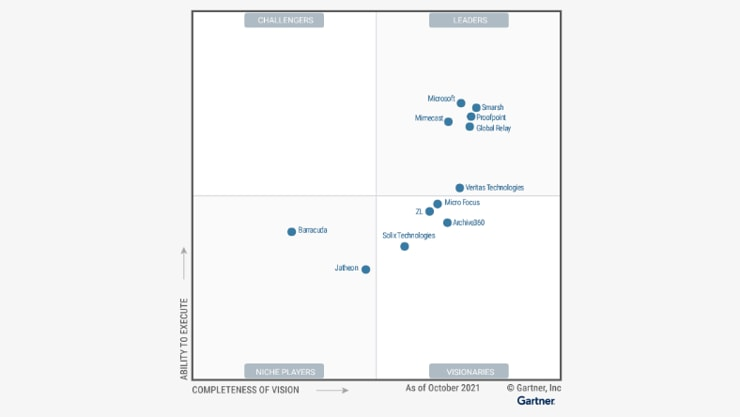 CHALLENGERS
LEADERS
Microsoft
Smarsh
Proofpoint
Mimecast
Global Relay
Veritas Technologies
Micro Focus
ZL
Archive360
Barracuda
Solix Technologies
Jatheon
ABILITY TO EXECUTE
NICHE PLAYERS
VISIONARIES
COMPLETENESS OF VISION
As of October 2021
© Gartner, Inc
Gartner.